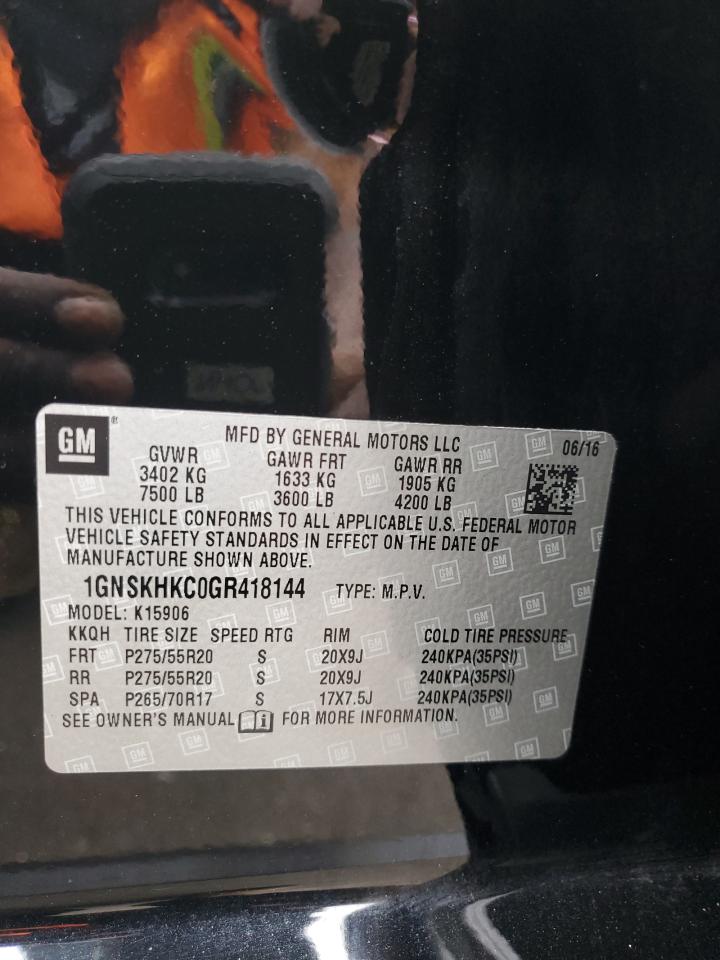 GM®
MFD BY GENERAL MOTORS LLC 06/16
GVWR GAWR FRT GAWR RR
3402 KG 1633 KG 1905 KG
7500 LB 3600 LB 4200 LB
THIS VEHICLE CONFORMS TO ALL APPLICABLE U.S. FEDERAL MOTOR
VEHICLE SAFETY STANDARDS IN EFFECT ON THE DATE OF
MANUFACTURE SHOWN ABOVE.
1GNSKHKC0GR418144 TYPE: M.P.V.
MODEL: K15906
KKQH TIRE SIZE SPEED RTG RIM COLD TIRE PRESSURE
FRT P275/55R20 S 20X9J 240KPA(35PSI)
RR P275/55R20 S 20X9J 240KPA(35PSI)
SPA P265/70R17 S 17X7.5J 240KPA(35PSI)
SEE OWNER'S MANUAL FOR MORE INFORMATION.